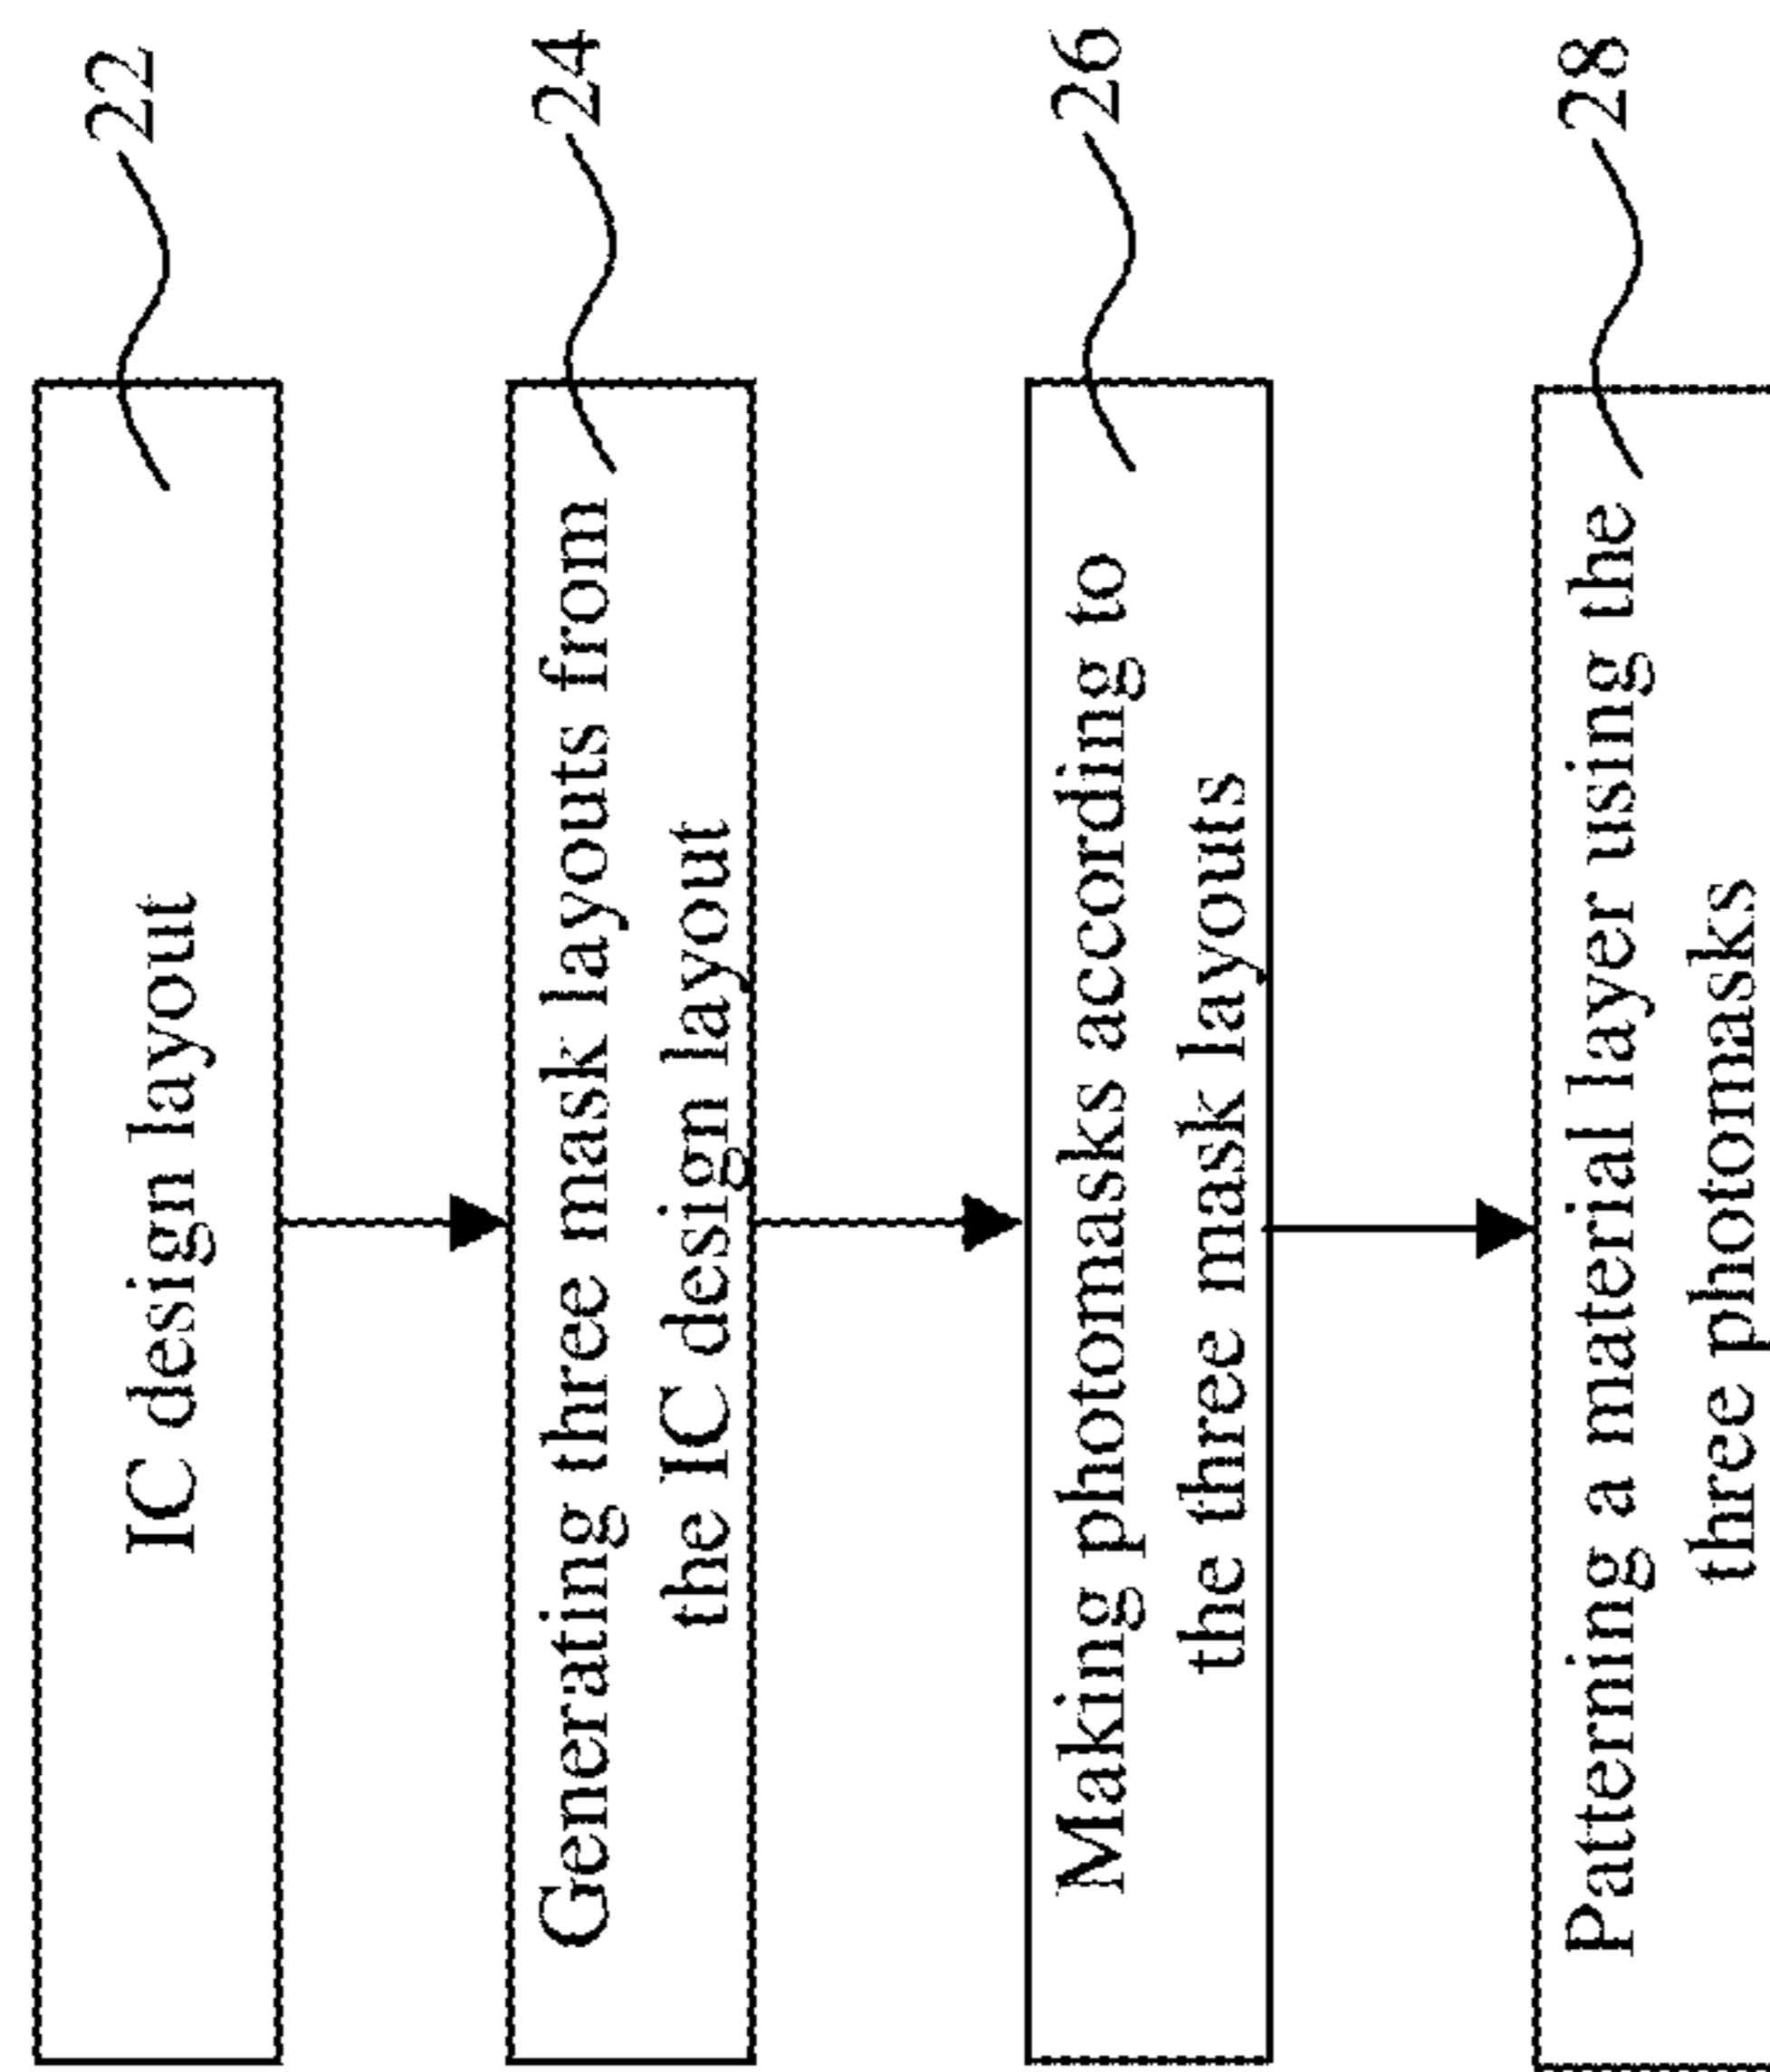 IC design layout
22
Generating three mask layouts from
the IC design layout
24
Making photomasks according to
the three mask layouts
26
Patterning a material layer using the
three photomasks
28